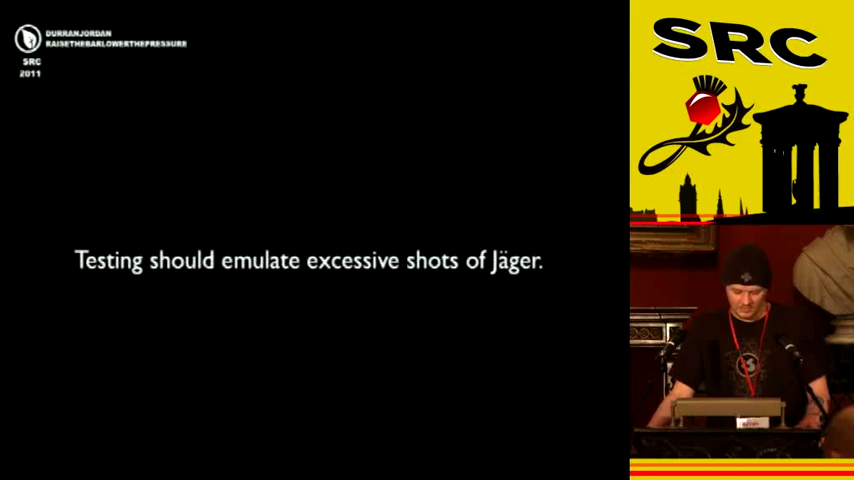 DURRANJORDAN
RAISETHEBARLOWERTHEPRESSURE
SRC
2011
Testing should emulate excessive shots of Jäger.
SRC